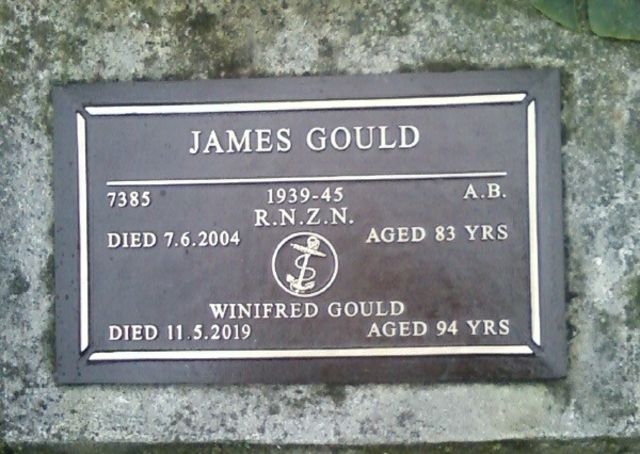 JAMES GOULD
7385 1939-45 A.B.
R.N.Z.N.
DIED 7.6.2004 AGED 83 YRS
WINIFRED GOULD
DIED 11.5.2019 AGED 94 YRS